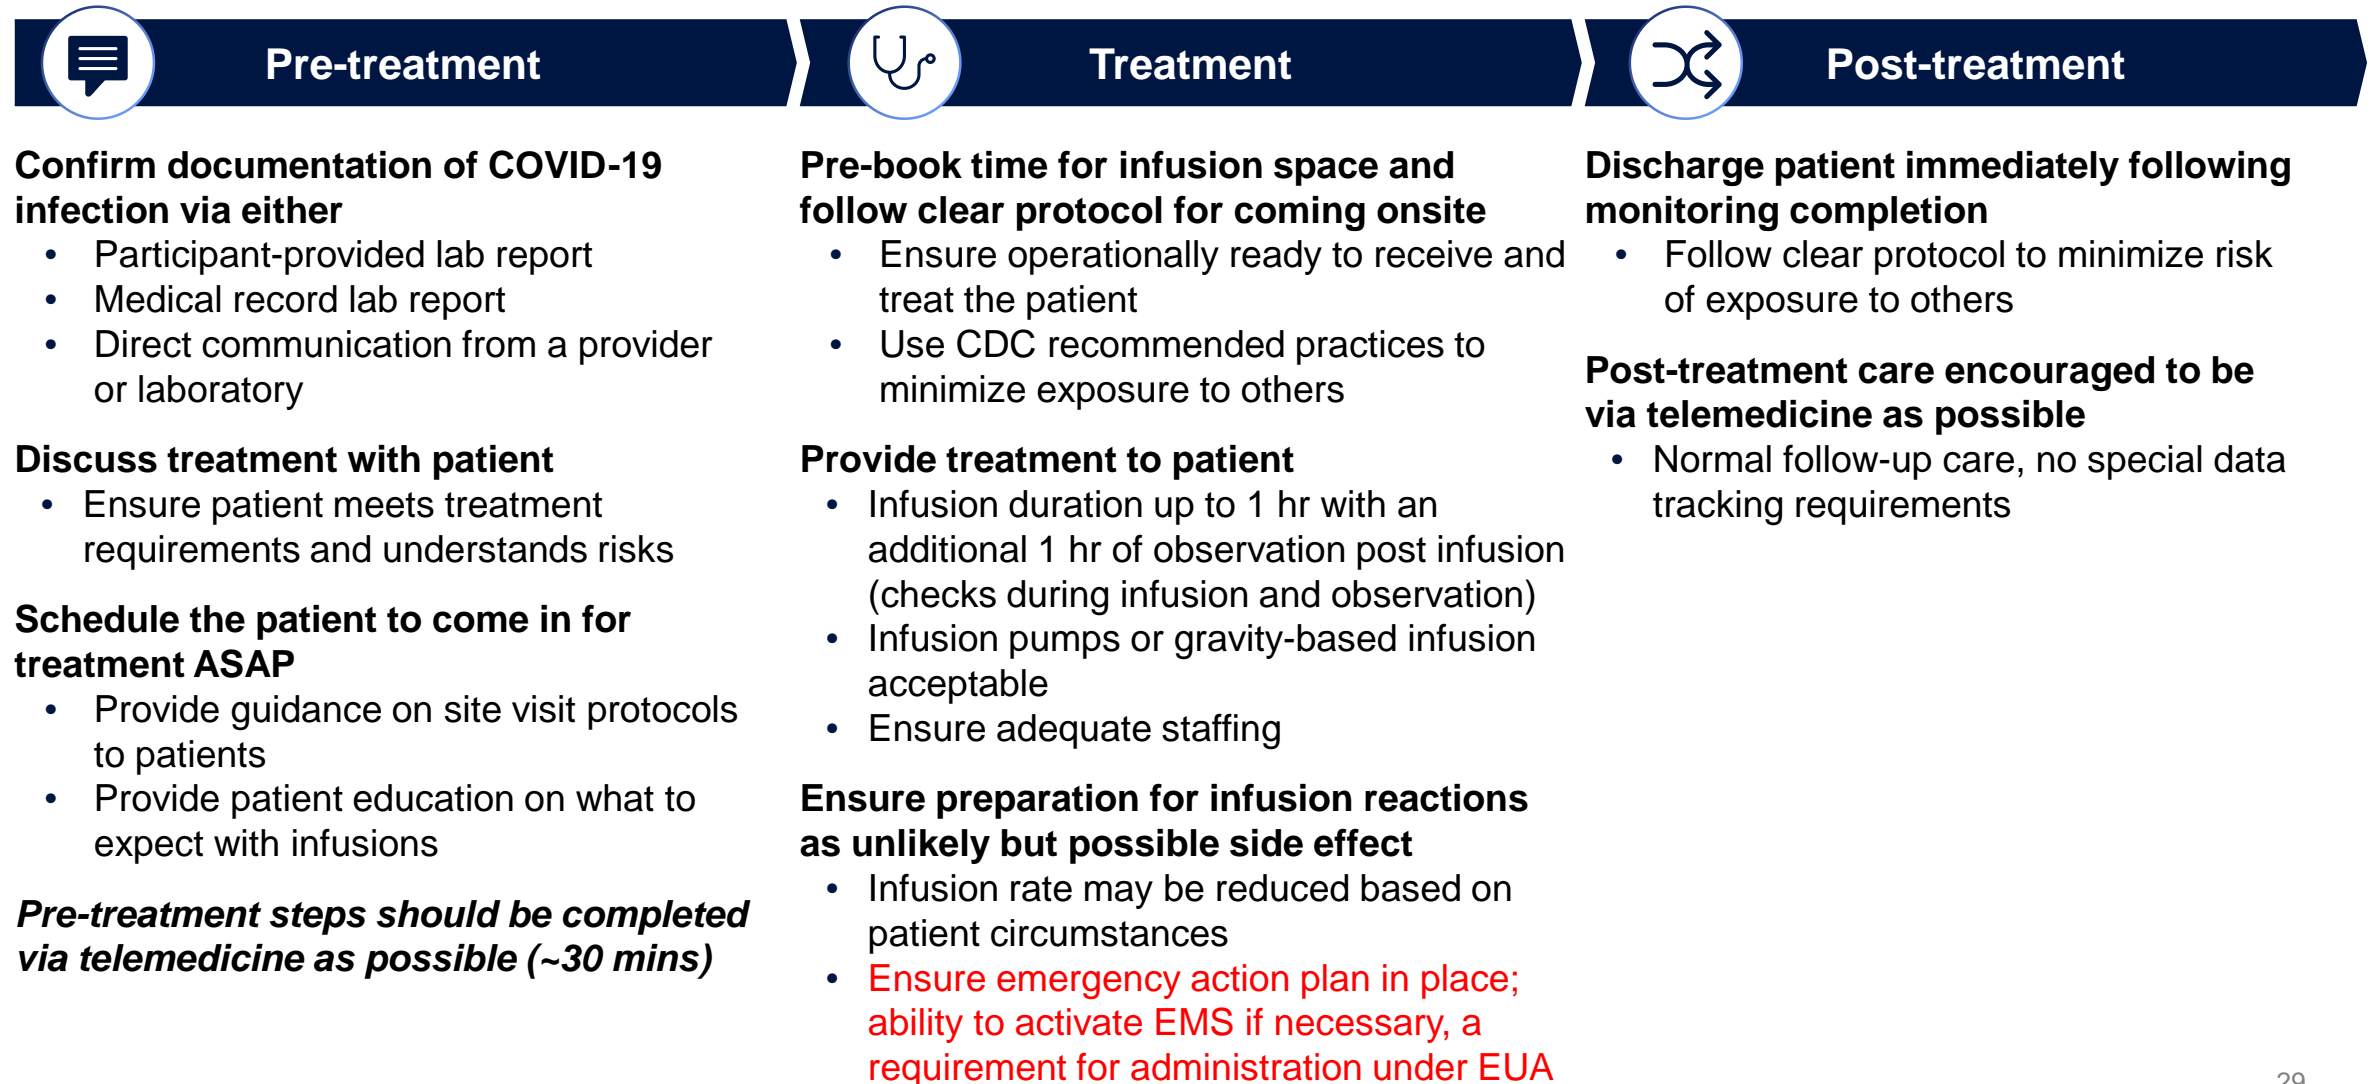 Pre-treatment
Confirm documentation of COVID-19
infection via either
• Participant-provided lab report
• Medical record lab report
• Direct communication from a provider
or laboratory
Discuss treatment with patient
• Ensure patient meets treatment
requirements and understands risks
Schedule the patient to come in for
treatment ASAP
• Provide guidance on site visit protocols
to patients
• Provide patient education on what to
expect with infusions
Pre-treatment steps should be completed
via telemedicine as possible (~30 mins)
Treatment
Pre-book time for infusion space and
follow clear protocol for coming onsite
• Ensure operationally ready to receive and
treat the patient
• Use CDC recommended practices to
minimize exposure to others
Provide treatment to patient
• Infusion duration up to 1 hr with an
additional 1 hr of observation post infusion
(checks during infusion and observation)
• Infusion pumps or gravity-based infusion
acceptable
• Ensure adequate staffing
Ensure preparation for infusion reactions
as unlikely but possible side effect
• Infusion rate may be reduced based on
patient circumstances
• Ensure emergency action plan in place;
ability to activate EMS if necessary, a
requirement for administration under EUA
Post-treatment
Discharge patient immediately following
monitoring completion
• Follow clear protocol to minimize risk
of exposure to others
Post-treatment care encouraged to be
via telemedicine as possible
• Normal follow-up care, no special data
tracking requirements
29